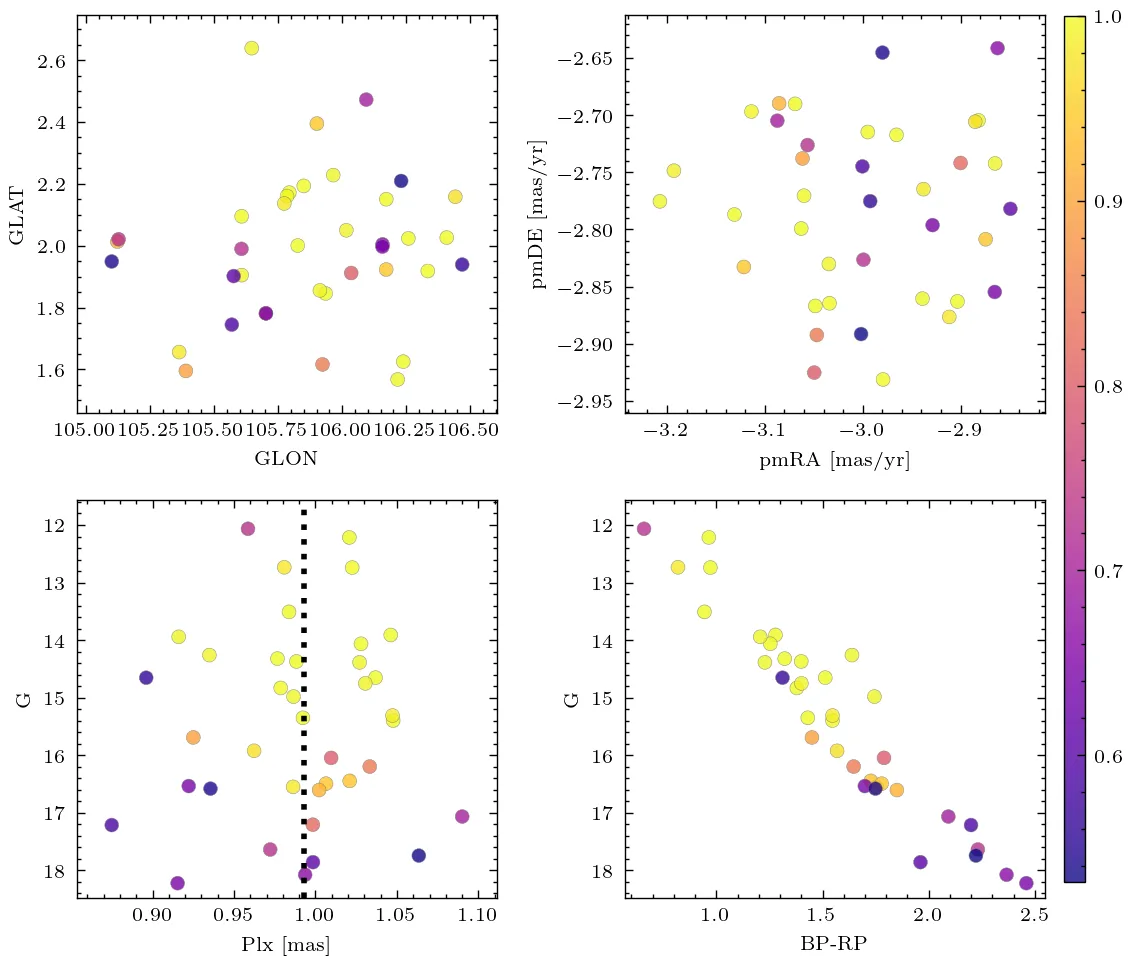 2.6
2.4
2.2
2.0
1.8
1.6
GLAT
105.00 105.25 105.50 105.75 106.00 106.25 106.50
GLON
−2.65
−2.70
−2.75
−2.80
−2.85
−2.90
−2.95
pmDE [mas/yr]
−3.2 −3.1 −3.0 −2.9
pmRA [mas/yr]
12
13
14
15
16
17
18
G
0.90 0.95 1.00 1.05 1.10
Plx [mas]
12
13
14
15
16
17
18
G
1.0 1.5 2.0 2.5
BP-RP
1.0
0.9
0.8
0.7
0.6